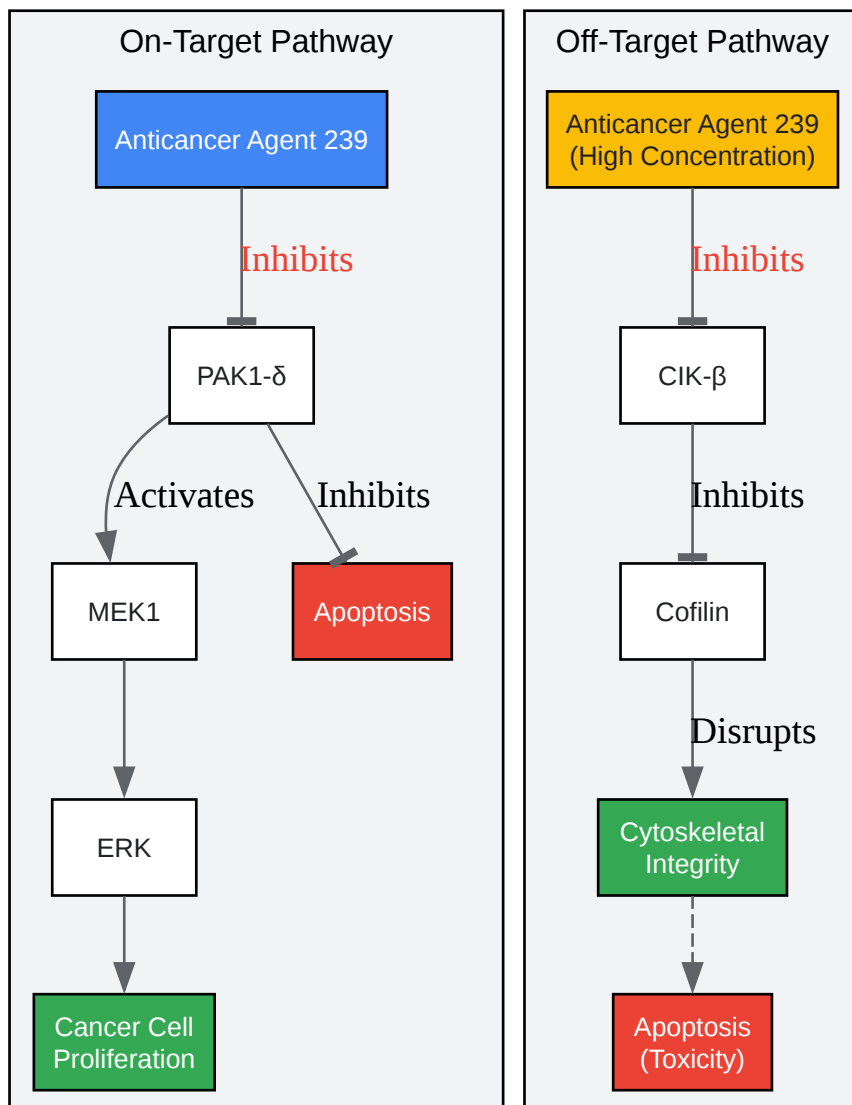 On-Target Pathway
Anticancer Agent 239
Inhibits
PAK1-δ
Activates
Inhibits
MEK1
Apoptosis
ERK
Cancer Cell
Proliferation
Off-Target Pathway
Anticancer Agent 239
(High Concentration)
Inhibits
CIK-β
Inhibits
Cofilin
Disrupts
Cytoskeletal
Integrity
Apoptosis
(Toxicity)